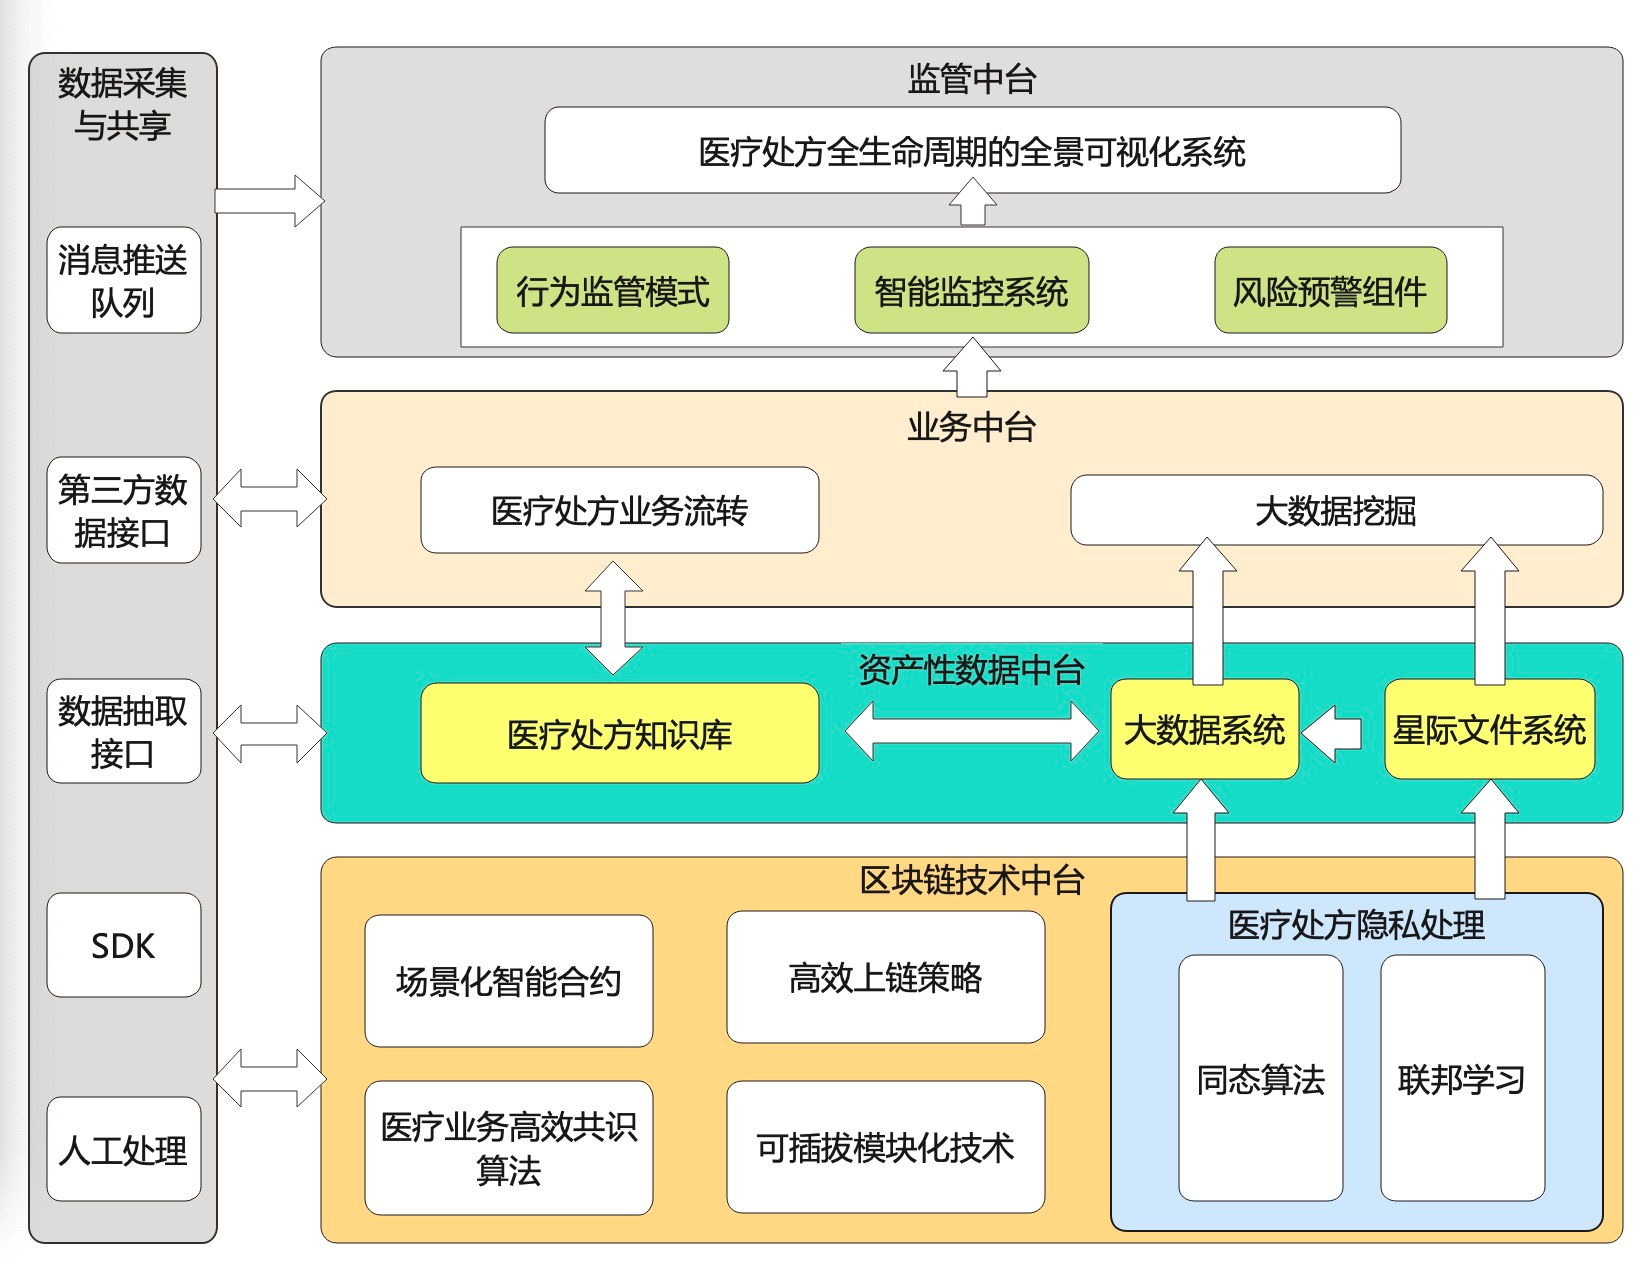 数据采集
与共享
消息推送
队列
第三方数
据接口
数据抽取
接口
SDK
人工处理
监管中台
医疗处方全生命周期的全景可视化系统
行为监管模式
智能监控系统
风险预警组件
业务中台
医疗处方业务流转
大数据挖掘
资产性数据中台
医疗处方知识库
大数据系统
星际文件系统
区块链技术中台
场景化智能合约
高效上链策略
医疗业务高效共识
算法
可插拔模块化技术
医疗处方隐私处理
同态算法
联邦学习